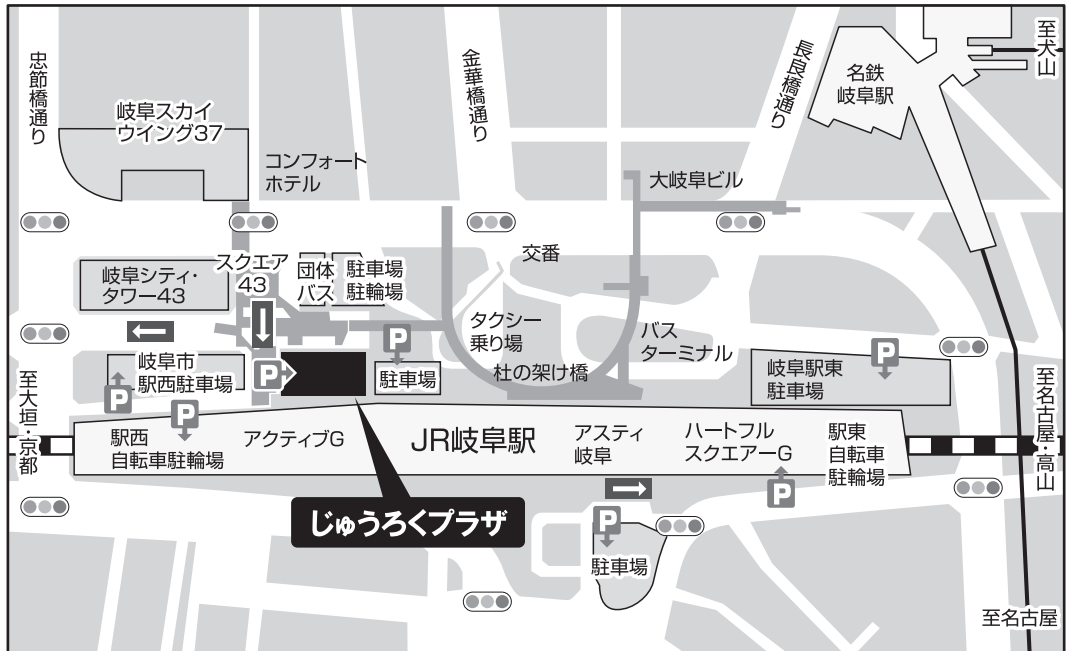 忠節橋通り
岐阜スカイ
ウイング37
コンフォート
ホテル
金華橋通り
長良橋通り
名鉄
岐阜駅
至犬山
大岐阜ビル
交番
岐阜シティ・
タワー43
スクエア
43
団体
バス
駐車場
駐輪場
タクシー
乗り場
バス
ターミナル
杜の架け橋
岐阜市
駅西駐車場
P
P
P
駐車場
P
岐阜駅東
駐車場
P
至大垣・京都
至名古屋・高山
駅西
自転車駐輪場
P
アクティブG
JR岐阜駅
アスティ
岐阜
ハートフル
スクエアーG
P
駅東
自転車
駐輪場
じゅうろくプラザ
駐車場
至名古屋